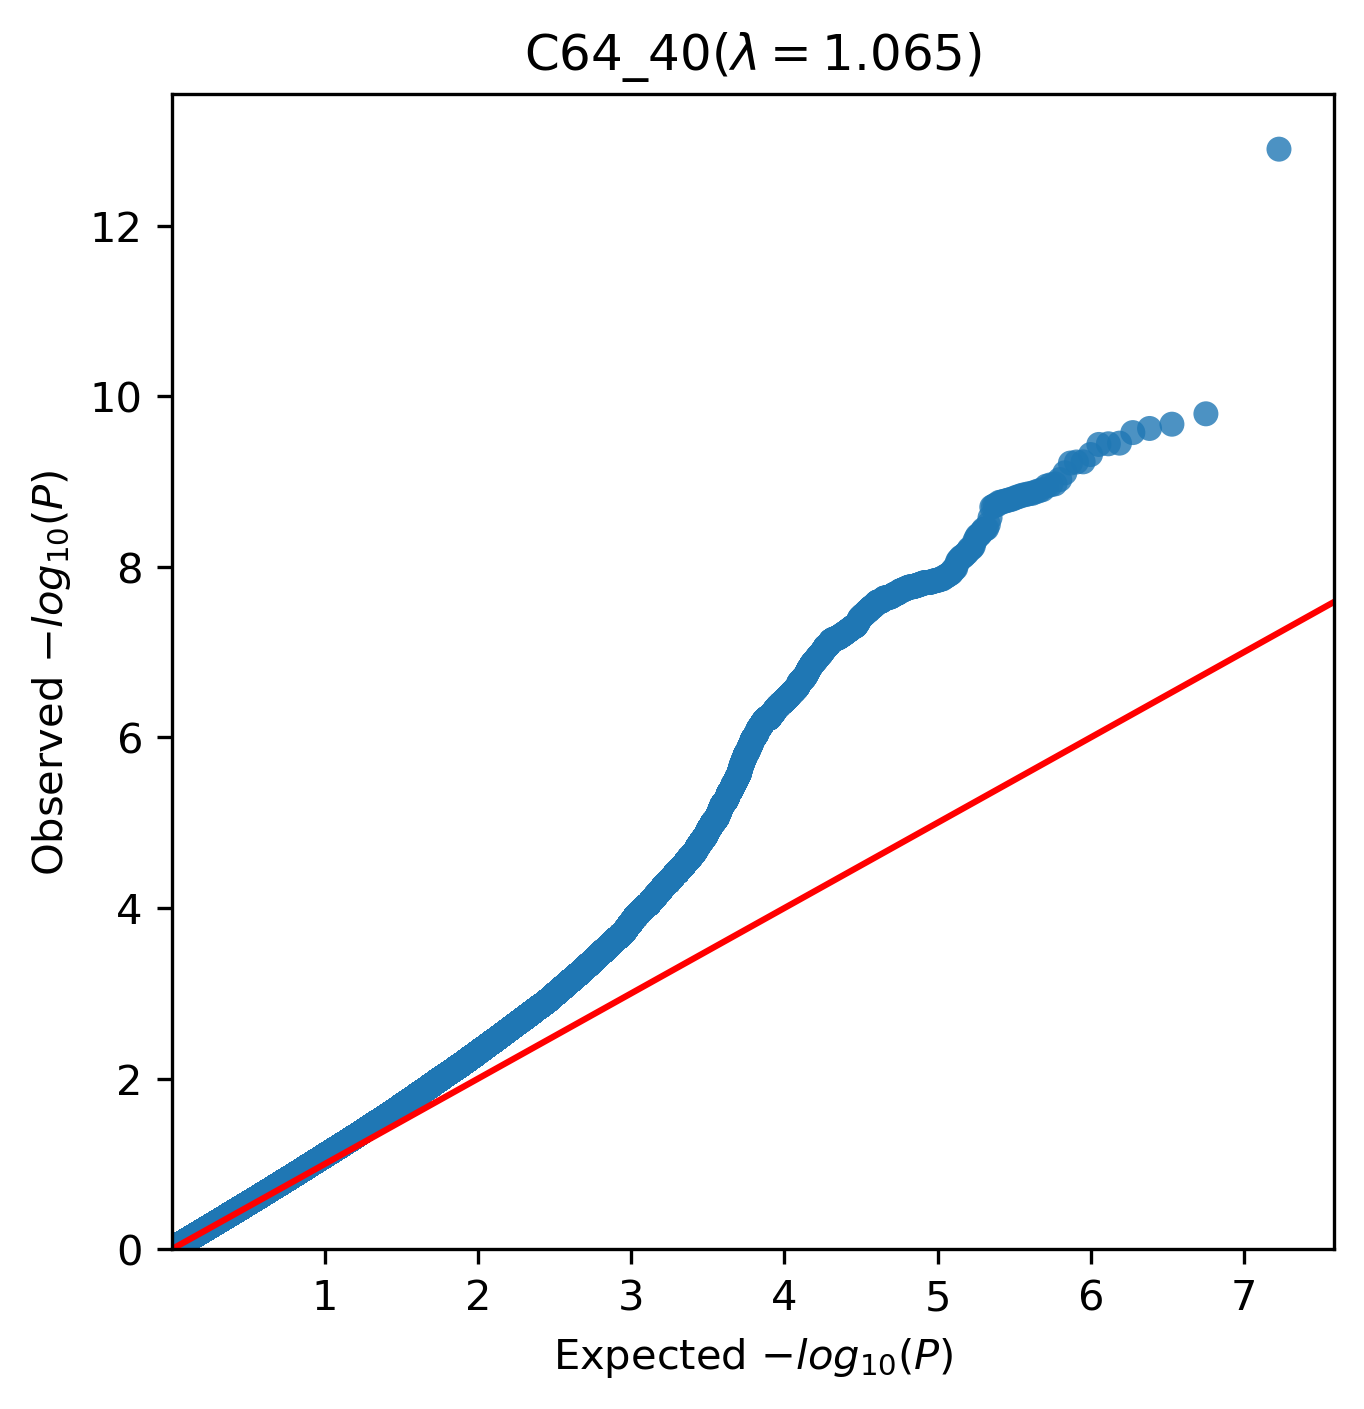 C64_40(λ = 1.065)
12
10
8
6
4
2
0
Observed −log₁₀(P)
1 2 3 4 5 6 7
Expected −log₁₀(P)